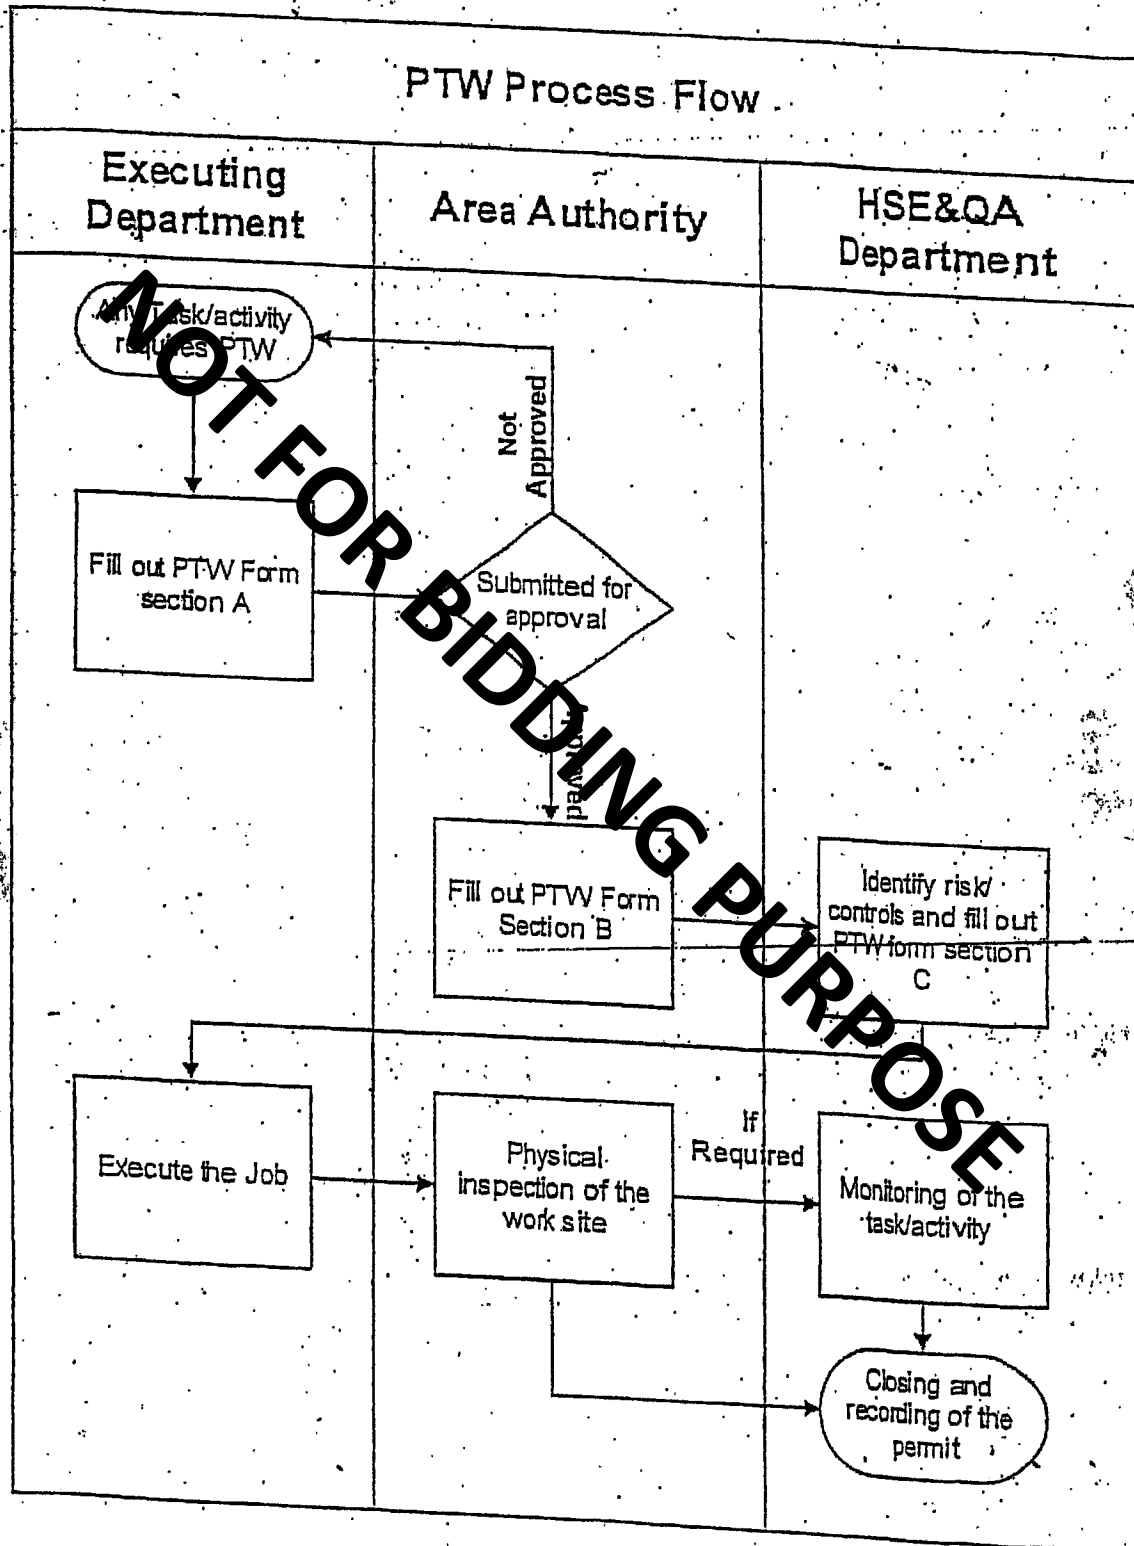 PTW Process Flow
Executing
Department
Area Authority
HSE&QA
Department
Any Task/activity
requires PTW
Not
Approved
Fill out PTW Form
section A
Submitted for
approval
Approved
Fill out PTW Form
Section B
Identify risk/
controls and fill out
PTW form section
C
Execute the Job
Physical
inspection of the
work site
If
Required
Monitoring of the
task/activity
Closing and
recording of the
permit
NOT FOR BIDDING PURPOSE